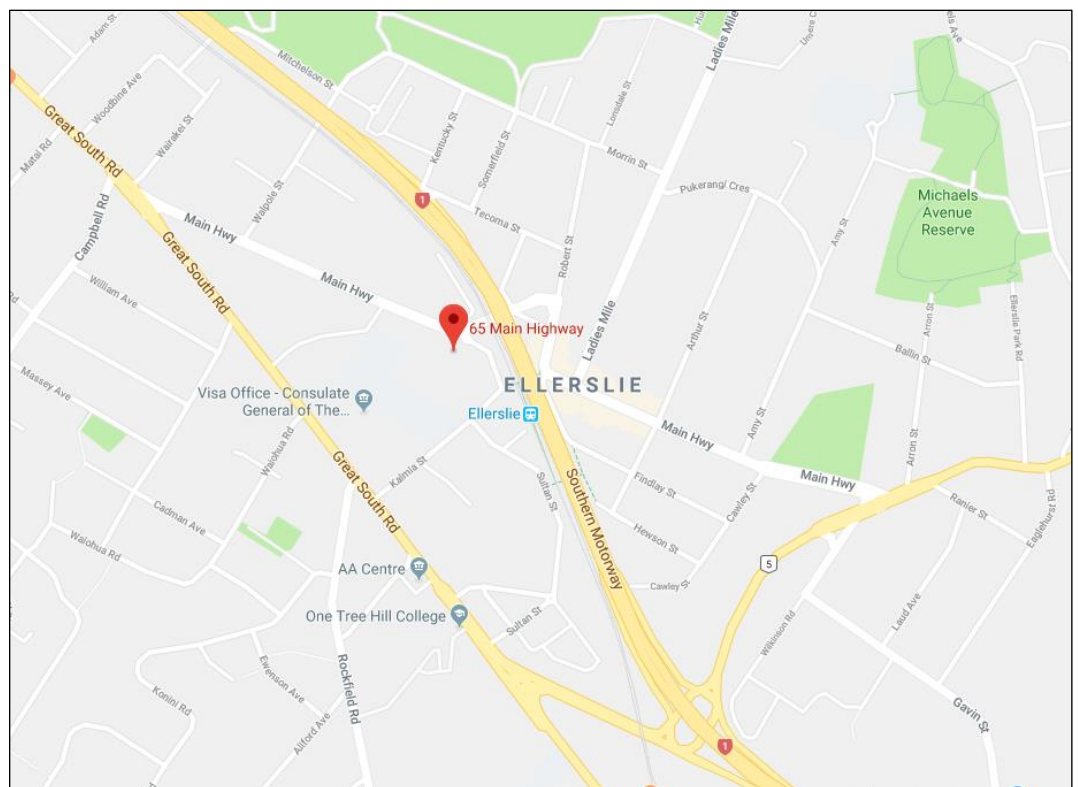 Adam St
Mitchelson St
Ladies Mile
Woodbine Ave
Wairakei St
Matai Rd
Great South Rd
Kentucky St
Somerfield St
Lonsdale St
Morrin St
Pukerangi Cres
Michaels
Avenue
Reserve
1
Walpole St
Campbell Rd
Main Hwy
Great South Rd
Tecoma St
Robert St
Amy St
William Ave
Main Hwy
65 Main Highway
Ladies Mile
Arthur St
Arron St
Ellerslie Park Rd
Ballin St
Massey Ave
Visa Office - Consulate
General of The...
ELLERSLIE
Ellerslie
Main Hwy
Amy St
Arron St
Waiohua Rd
Kalmia St
Great South Rd
Sultan St
Southern Motorway
Findlay St
Cawley St
Main Hwy
Ranier St
Eaglehurst Rd
Cadman Ave
Waiohua Rd
Hewson St
5
AA Centre
Cawley St
One Tree Hill College
Sultan St
Wilkinson Rd
Laud Ave
Ewenson Ave
Rockfield Rd
Konini Rd
Allford Ave
Gavin St
1